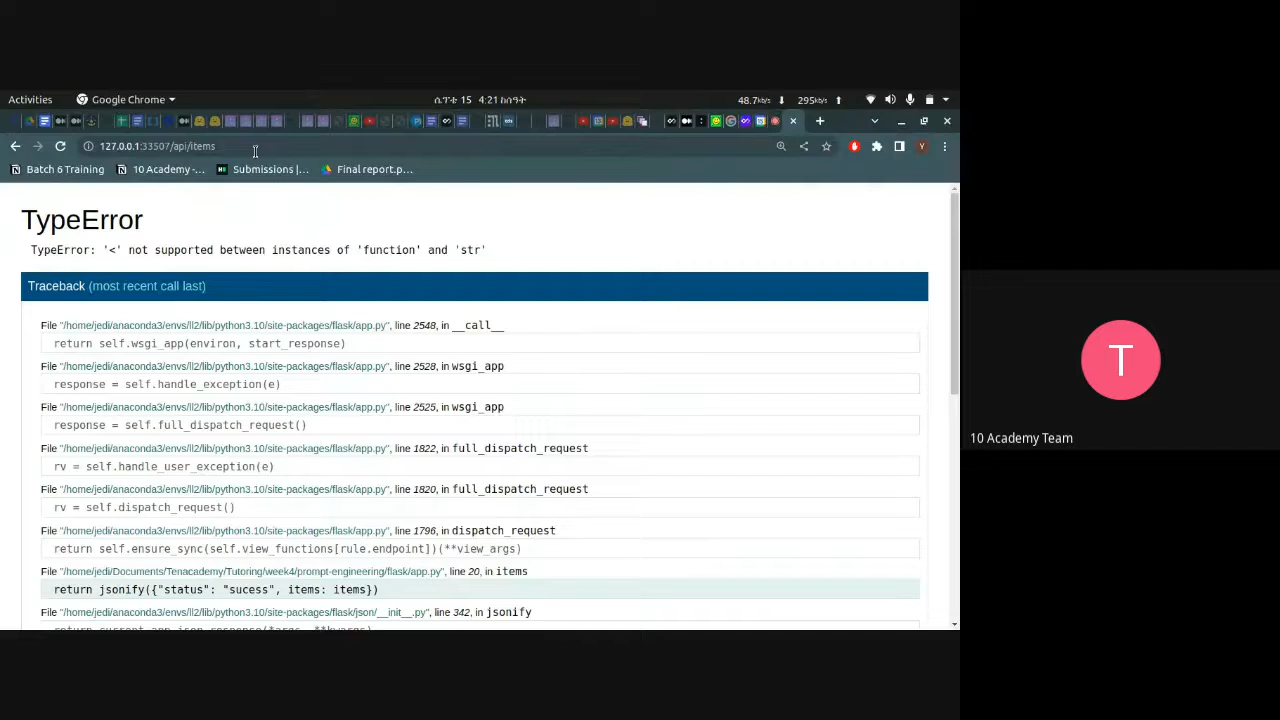 Activities
Google Chrome
ሴፕቴ 15 4:21 ከሰዓት
48.7kb/s
295kb/s
127.0.0.1:33507/api/items
Y
Batch 6 Training
10 Academy -...
Submissions |...
Final report.p...
TypeError
TypeError: '<' not supported between instances of 'function' and 'str'
Traceback (most recent call last)
File "/home/jedi/anaconda3/envs/ll2/lib/python3.10/site-packages/flask/app.py", line 2548, in __call__
return self.wsgi_app(environ, start_response)
File "/home/jedi/anaconda3/envs/ll2/lib/python3.10/site-packages/flask/app.py", line 2528, in wsgi_app
response = self.handle_exception(e)
File "/home/jedi/anaconda3/envs/ll2/lib/python3.10/site-packages/flask/app.py", line 2525, in wsgi_app
response = self.full_dispatch_request()
File "/home/jedi/anaconda3/envs/ll2/lib/python3.10/site-packages/flask/app.py", line 1822, in full_dispatch_request
rv = self.handle_user_exception(e)
File "/home/jedi/anaconda3/envs/ll2/lib/python3.10/site-packages/flask/app.py", line 1820, in full_dispatch_request
rv = self.dispatch_request()
File "/home/jedi/anaconda3/envs/ll2/lib/python3.10/site-packages/flask/app.py", line 1796, in dispatch_request
return self.ensure_sync(self.view_functions[rule.endpoint])(**view_args)
File "/home/jedi/Documents/Tenacademy/Tutoring/week4/prompt-engineering/flask/app.py", line 20, in items
return jsonify({"status": "sucess", items: items})
File "/home/jedi/anaconda3/envs/ll2/lib/python3.10/site-packages/flask/json/__init__.py", line 342, in jsonify
return current_app.json.response(*args, **kwargs)
T
10 Academy Team